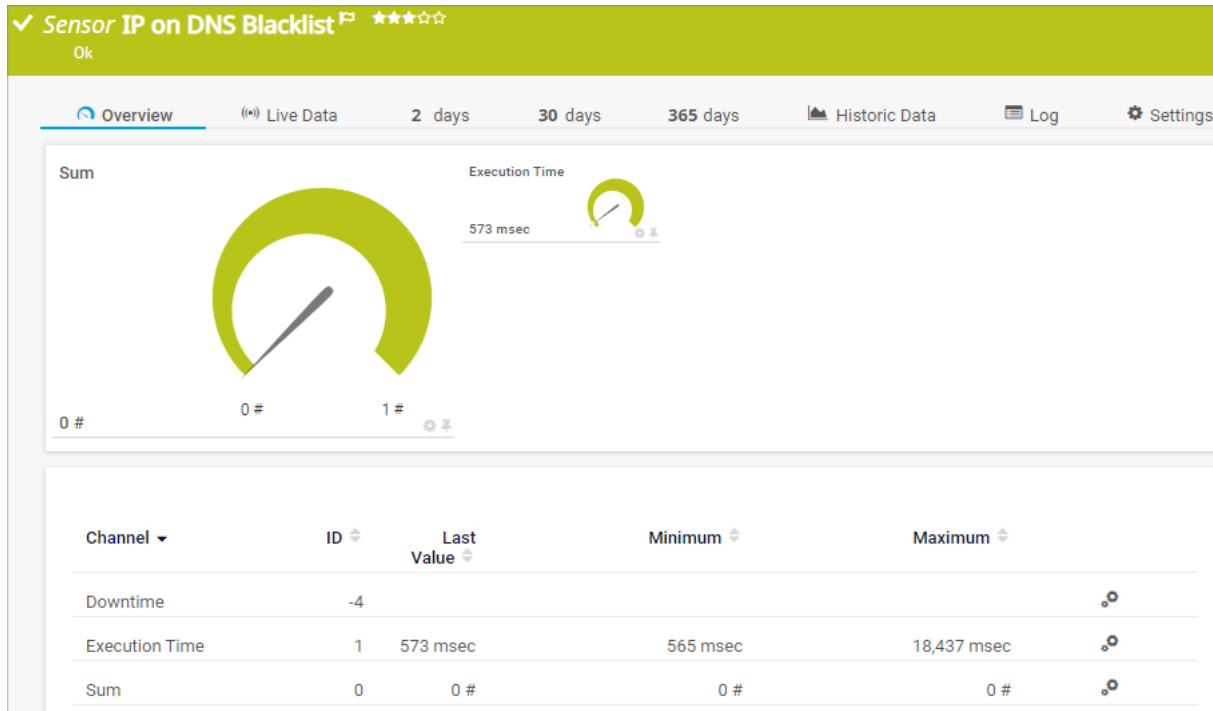 Sensor IP on DNS Blacklist
Ok
Overview Live Data 2 days 30 days 365 days Historic Data Log Settings
Sum
Execution Time
573 msec
0 # 1 #
0 #
Channel ID Last Value Minimum Maximum
Downtime -4
Execution Time 1 573 msec 565 msec 18,437 msec
Sum 0 0 # 0 # 0 #